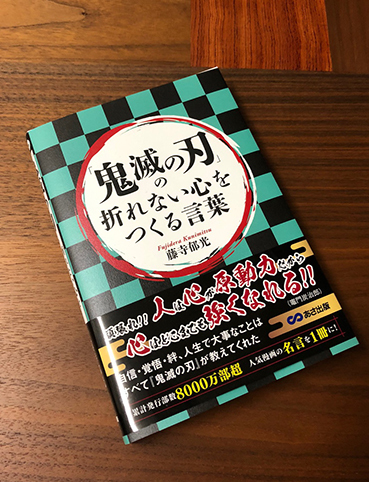 「鬼滅の刃」
の
折れない心を
つくる言葉
Fujidera Kunimitsu
藤寺郁光
頑張れ!!人は心が原動力だから
心はどこまでも強くなれる!!
(竈門炭治郎)
あさ出版
自信・覚悟・絆、人生で大事なことは
すべて『鬼滅の刃』が教えてくれた
累計発行部数8000万部超 人気漫画の名言を1冊に!